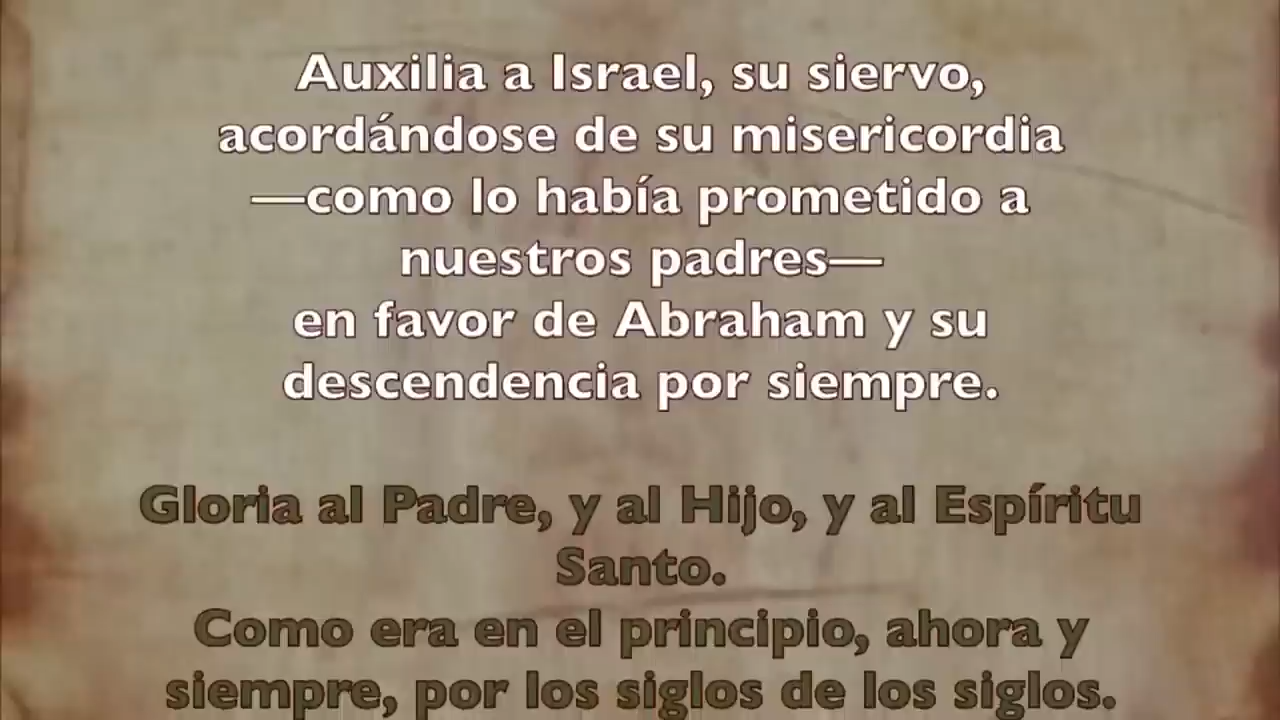 Auxilia a Israel, su siervo,
acordándose de su misericordia
—como lo había prometido a
nuestros padres—
en favor de Abraham y su
descendencia por siempre.
Gloria al Padre, y al Hijo, y al Espíritu
Santo.
Como era en el principio, ahora y
siempre, por los siglos de los siglos.